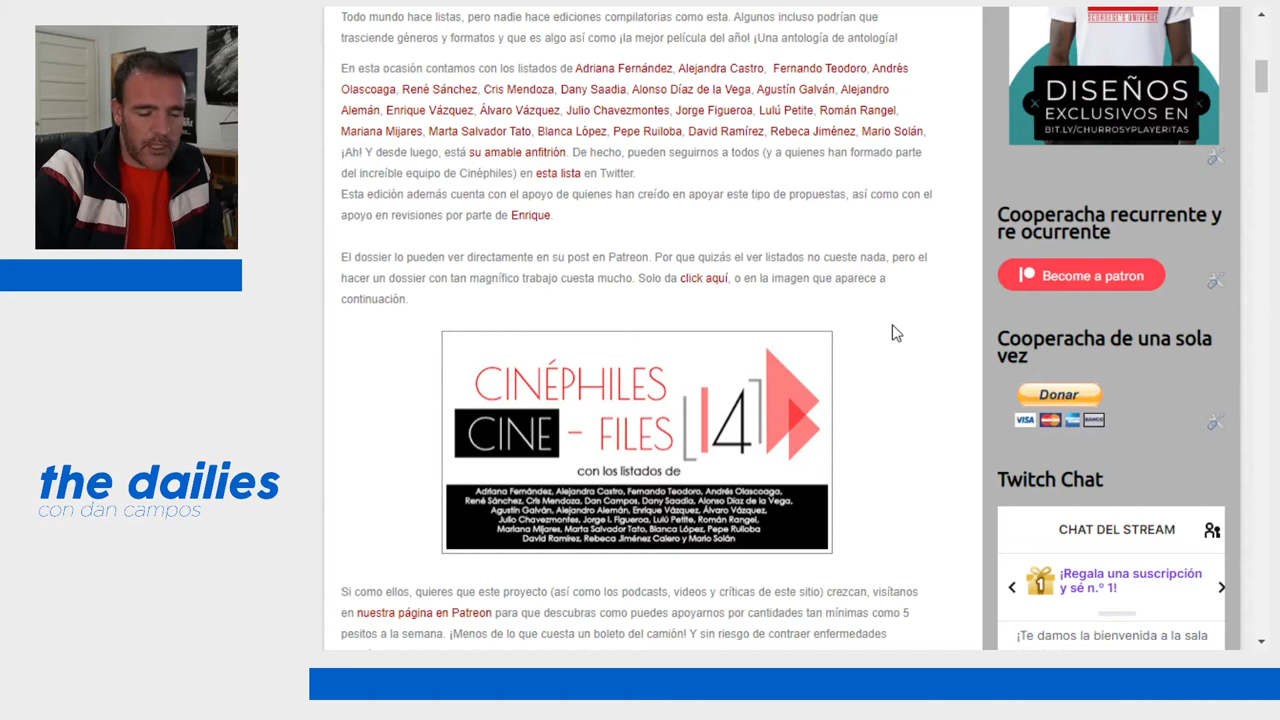 Todo mundo hace listas, pero nadie hace ediciones compilatorias como esta. Algunos incluso podrían que
trasciende géneros y formatos y que es algo así como ¡la mejor película del año! ¡Una antología de antología!
En esta ocasión contamos con los listados de Adriana Fernández, Alejandra Castro, Fernando Teodoro, Andrés
Olascoaga, Renè Sánchez, Cris Mendoza, Dany Saadia, Alonso Díaz de la Vega, Agustín Galván, Alejandro
Alemán, Enrique Vázquez, Álvaro Vázquez, Julio Chavezmontes, Jorge Figueroa, Lulú Petite, Román Rangel,
Mariana Mijares, Marta Salvador Tato, Blanca Lòpez, Pepe Ruiloba, David Ramírez, Rebeca Jiménez, Mario Solán,
¡Ah! Y desde luego, está su amable anfitrión. De hecho, pueden seguirnos a todos (y a quienes han formado parte
del increíble equipo de Cinéphiles) en esta lista en Twitter.
Esta edición además cuenta con el apoyo de quienes han creído en apoyar este tipo de propuestas, así como con el
apoyo en revisiones por parte de Enrique.
El dossier lo pueden ver directamente en su post en Patreon. Por que quizás el ver listados no cueste nada, pero el
hacer un dossier con tan magnífico trabajo cuesta mucho. Solo da click aquí, o en la imagen que aparece a
continuación.
CINÉPHILES
CINE - FILES [14]
con los listados de
Adriana Fernández, Alejandra Castro, Fernando Teodoro, Andrés Olascoaga,
René Sánchez, Cris Mendoza, Dan Campos, Dany Saadia, Alonso Díaz de la Vega,
Agustín Galván, Alejandro Alemán, Enrique Vázquez, Álvaro Vázquez,
Julio Chavezmontes, Jorge I. Figueroa, Lulú Petite, Román Rangel,
Mariana Mijares, Marta Salvador Tato, Blanca López, Pepe Ruiloba
David Ramírez, Rebeca Jiménez Calero y Mario Solán
Si como ellos, quieres que este proyecto (así como los podcasts, videos y críticas de este sitio) crezcan, visítanos
en nuestra página en Patreon para que descubras como puedes apoyarnos por cantidades tan mínimas como 5
pesitos a la semana. ¡Menos de lo que cuesta un boleto del camión! Y sin riesgo de contraer enfermedades
SCORSESE'S UNIVERSE
DISEÑOS
EXCLUSIVOS EN
BIT.LY/CHURROSYPLAYERITAS
Cooperacha recurrente y
re ocurrente
Become a patron
Cooperacha de una sola
vez
Donar
VISA
BANCO
Twitch Chat
CHAT DEL STREAM
1
¡Regala una suscripción
y sé n.º 1!
¡Te damos la bienvenida a la sala
the dailies
con dan campos